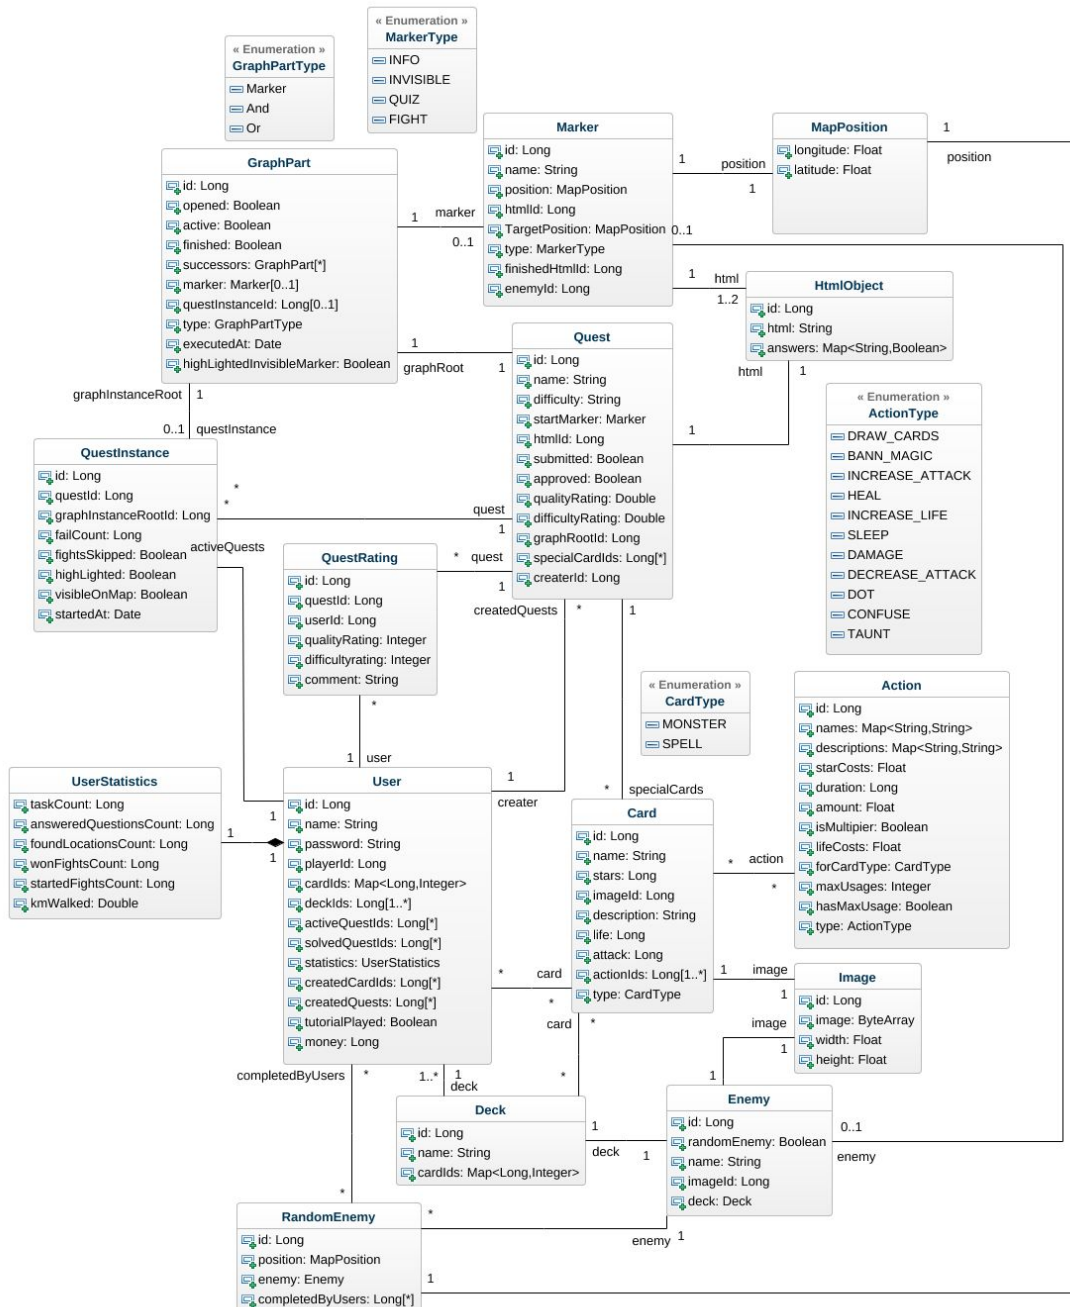 « Enumeration »
GraphPartType
Marker
And
Or
« Enumeration »
MarkerType
INFO
INVISIBLE
QUIZ
FIGHT
Marker
id: Long
name: String
position: MapPosition
htmlId: Long
TargetPosition: MapPosition
type: MarkerType
finishedHtmlId: Long
enemyId: Long
1
position
1
MapPosition
longitude: Float
latitude: Float
1
position
GraphPart
id: Long
opened: Boolean
active: Boolean
finished: Boolean
successors: GraphPart[*]
marker: Marker[0..1]
questInstanceId: Long[0..1]
type: GraphPartType
executedAt: Date
highLightedInvisibleMarker: Boolean
1
marker
0..1
0..1
1
html
1..2
HtmlObject
id: Long
html: String
answers: Map<String,Boolean>
html
1
1
1
graphRoot
1
Quest
id: Long
name: String
difficulty: String
startMarker: Marker
htmlId: Long
submitted: Boolean
approved: Boolean
qualityRating: Double
difficultyRating: Double
graphRootId: Long
specialCardIds: Long[*]
createrId: Long
« Enumeration »
ActionType
DRAW_CARDS
BANN_MAGIC
INCREASE_ATTACK
HEAL
INCREASE_LIFE
SLEEP
DAMAGE
DECREASE_ATTACK
DOT
CONFUSE
TAUNT
graphInstanceRoot
1
0..1
questInstance
QuestInstance
id: Long
questId: Long
graphInstanceRootId: Long
failCount: Long
fightsSkipped: Boolean
highLighted: Boolean
visibleOnMap: Boolean
startedAt: Date
*
*
quest
1
activeQuests
QuestRating
id: Long
questId: Long
userId: Long
qualityRating: Integer
difficultyrating: Integer
comment: String
*
quest
1
createdQuests
*
1
*
1
user
1
creater
*
specialCards
« Enumeration »
CardType
MONSTER
SPELL
Action
id: Long
names: Map<String,String>
descriptions: Map<String,String>
starCosts: Float
duration: Long
amount: Float
isMultipier: Boolean
lifeCosts: Float
forCardType: CardType
maxUsages: Integer
hasMaxUsage: Boolean
type: ActionType
UserStatistics
taskCount: Long
answeredQuestionsCount: Long
foundLocationsCount: Long
wonFightsCount: Long
startedFightsCount: Long
kmWalked: Double
1
1
1
User
id: Long
name: String
password: String
playerId: Long
cardIds: Map<Long,Integer>
deckIds: Long[1..*]
activeQuestIds: Long[*]
solvedQuestIds: Long[*]
statistics: UserStatistics
createdCardIds: Long[*]
createdQuests: Long[*]
tutorialPlayed: Boolean
money: Long
Card
id: Long
name: String
stars: Long
imageId: Long
description: String
life: Long
attack: Long
actionIds: Long[1..*]
type: CardType
*
action
*
*
card
*
card
*
*
1
image
1
Image
id: Long
image: ByteArray
width: Float
height: Float
image
1
1
completedByUsers
*
1..*
1
deck
Deck
id: Long
name: String
cardIds: Map<Long,Integer>
1
deck
1
Enemy
id: Long
randomEnemy: Boolean
name: String
imageId: Long
deck: Deck
0..1
enemy
*
RandomEnemy
id: Long
position: MapPosition
enemy: Enemy
completedByUsers: Long[*]
*
enemy
1
1